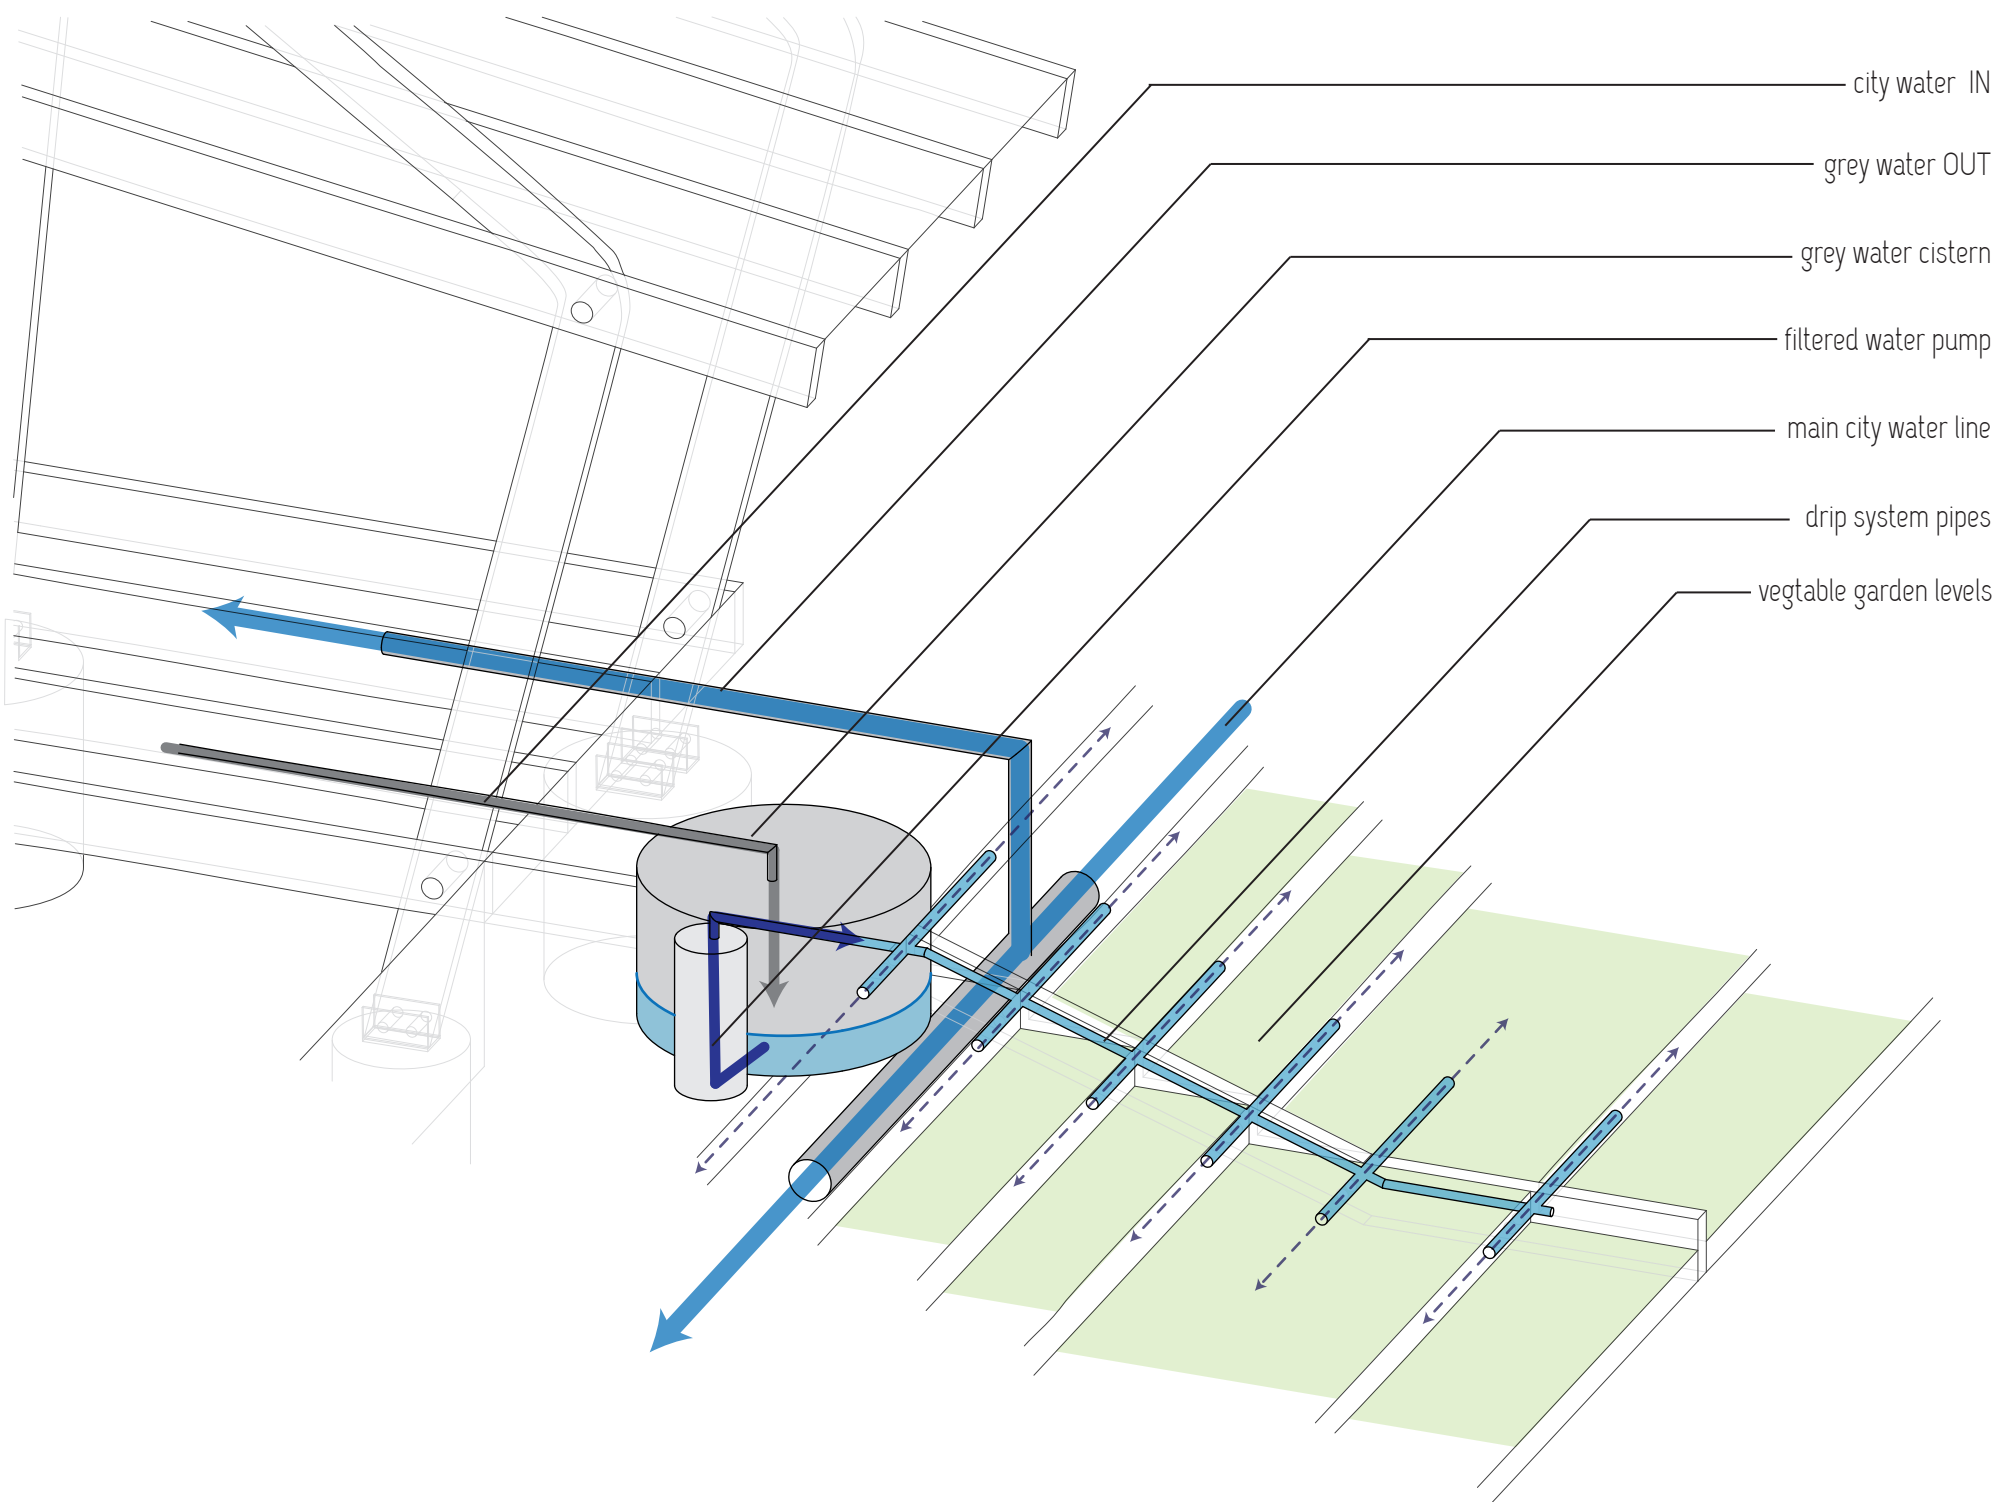 city water IN
grey water OUT
grey water cistern
filtered water pump
main city water line
drip system pipes
vegtable garden levels